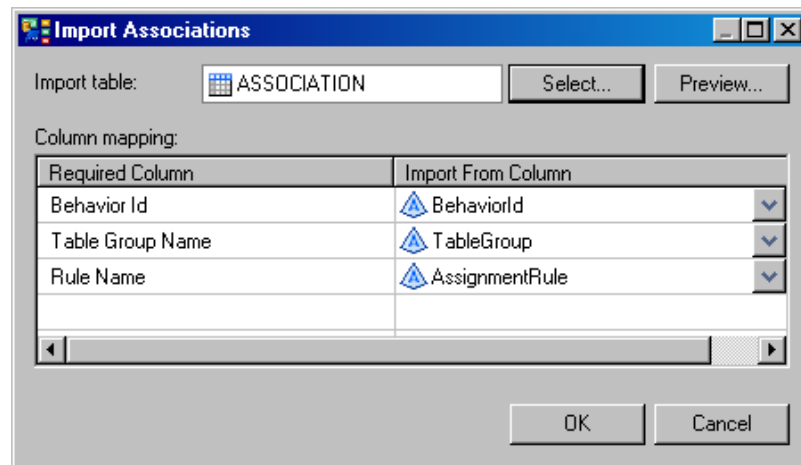 Import Associations
Import table: ASSOCIATION Select... Preview...
Column mapping:
Required Column Import From Column
Behavior Id BehaviorId
Table Group Name TableGroup
Rule Name AssignmentRule
OK Cancel